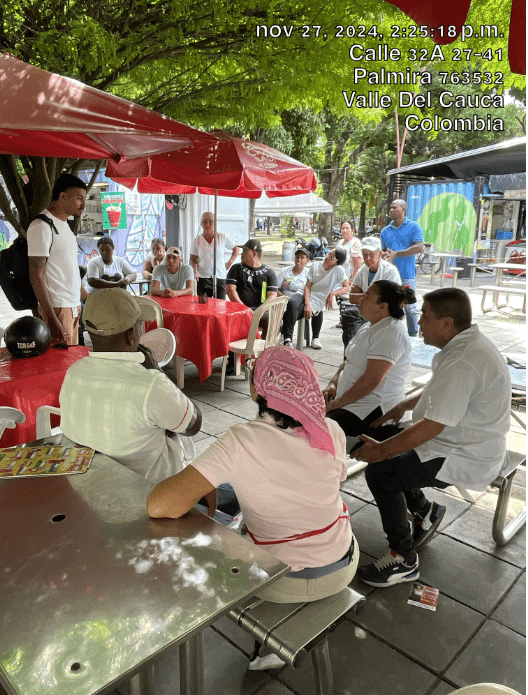 nov 27, 2024, 2:25:18 p.m.
Calle 32A 27-41
Palmira 763532
Valle Del Cauca
Colombia